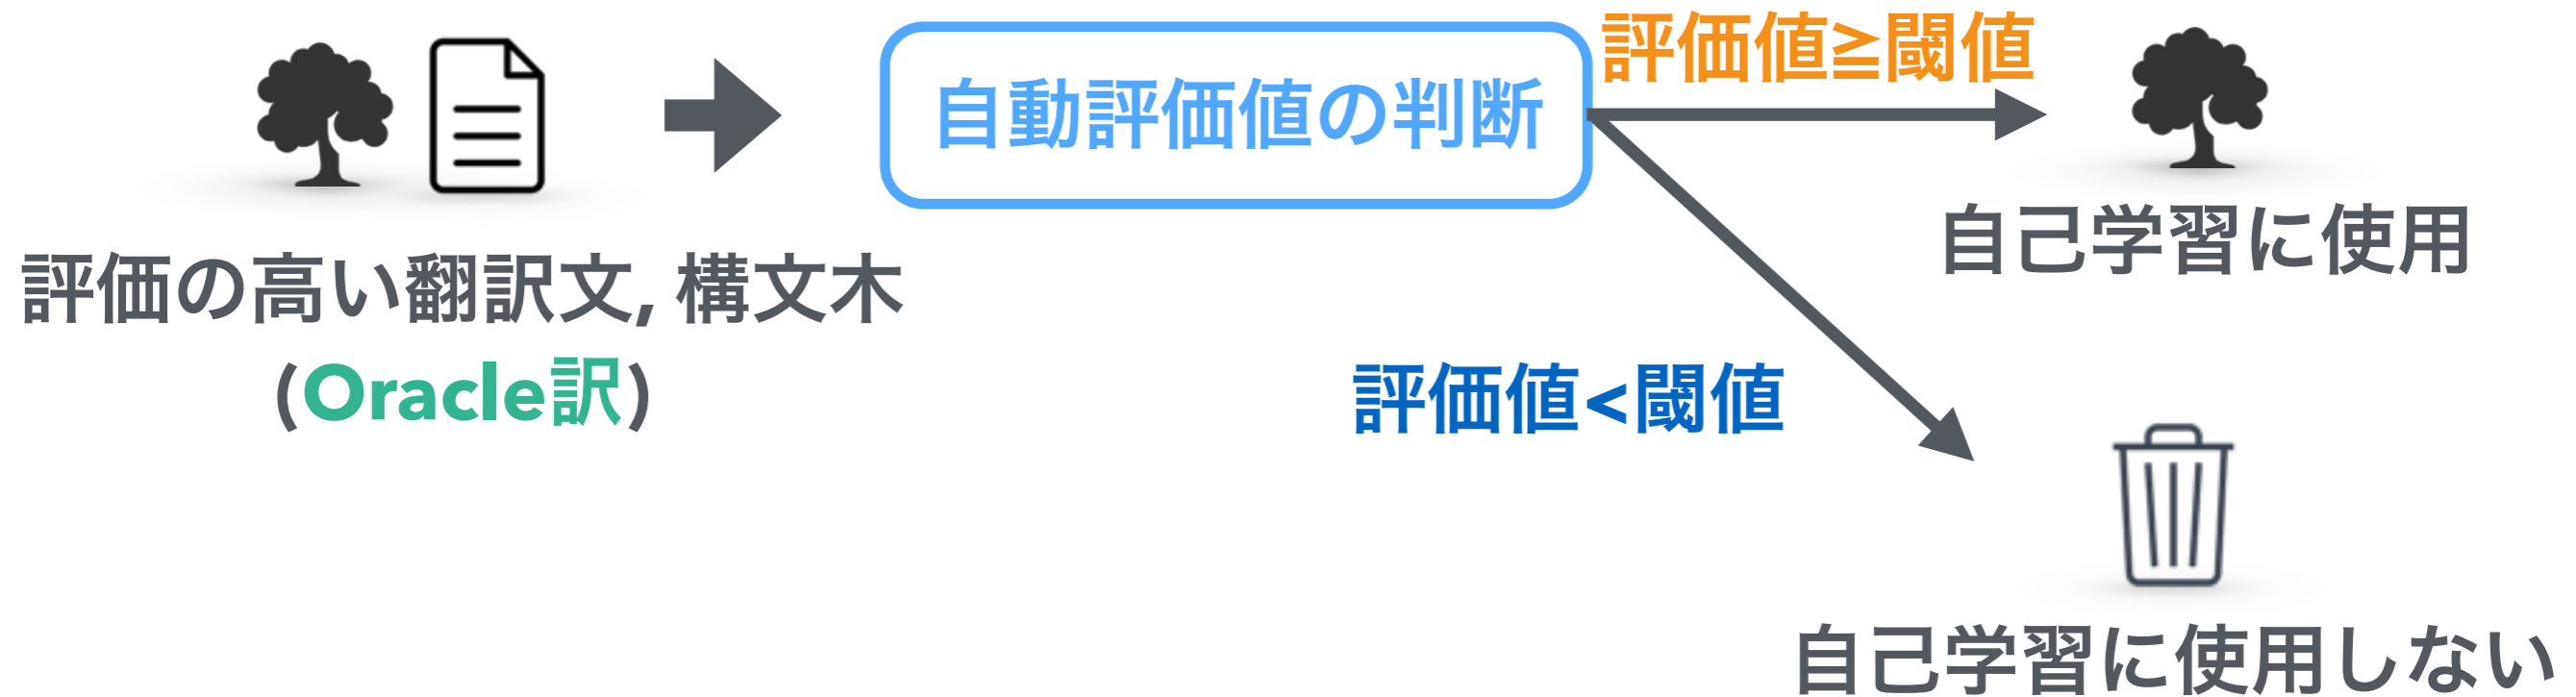 評価の高い翻訳文, 構文木
(Oracle訳)
自動評価値の判断
評価値≧閾値
自己学習に使用
評価値<閾値
自己学習に使用しない